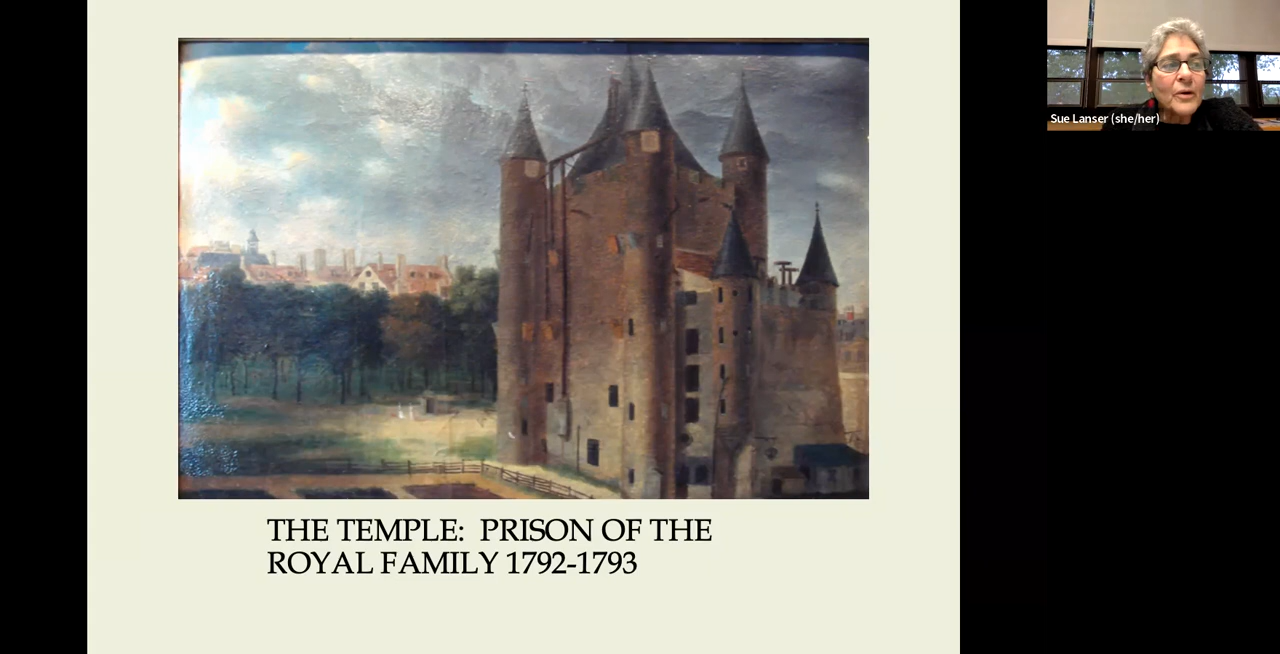 THE TEMPLE: PRISON OF THE
ROYAL FAMILY 1792-1793
Sue Lanser (she/her)